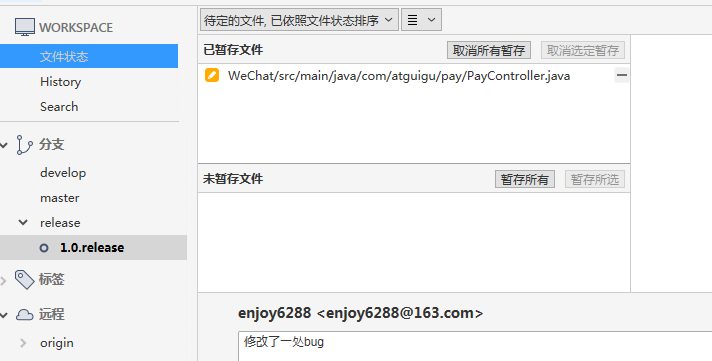 WORKSPACE
文件状态
History
Search
分支
develop
master
release
1.0.release
标签
远程
origin
待定的文件, 已依照文件状态排序
已暂存文件
取消所有暂存
取消选定暂存
WeChat/src/main/java/com/atguigu/pay/PayController.java
未暂存文件
暂存所有
暂存所选
enjoy6288 <enjoy6288@163.com>
修改了一处bug